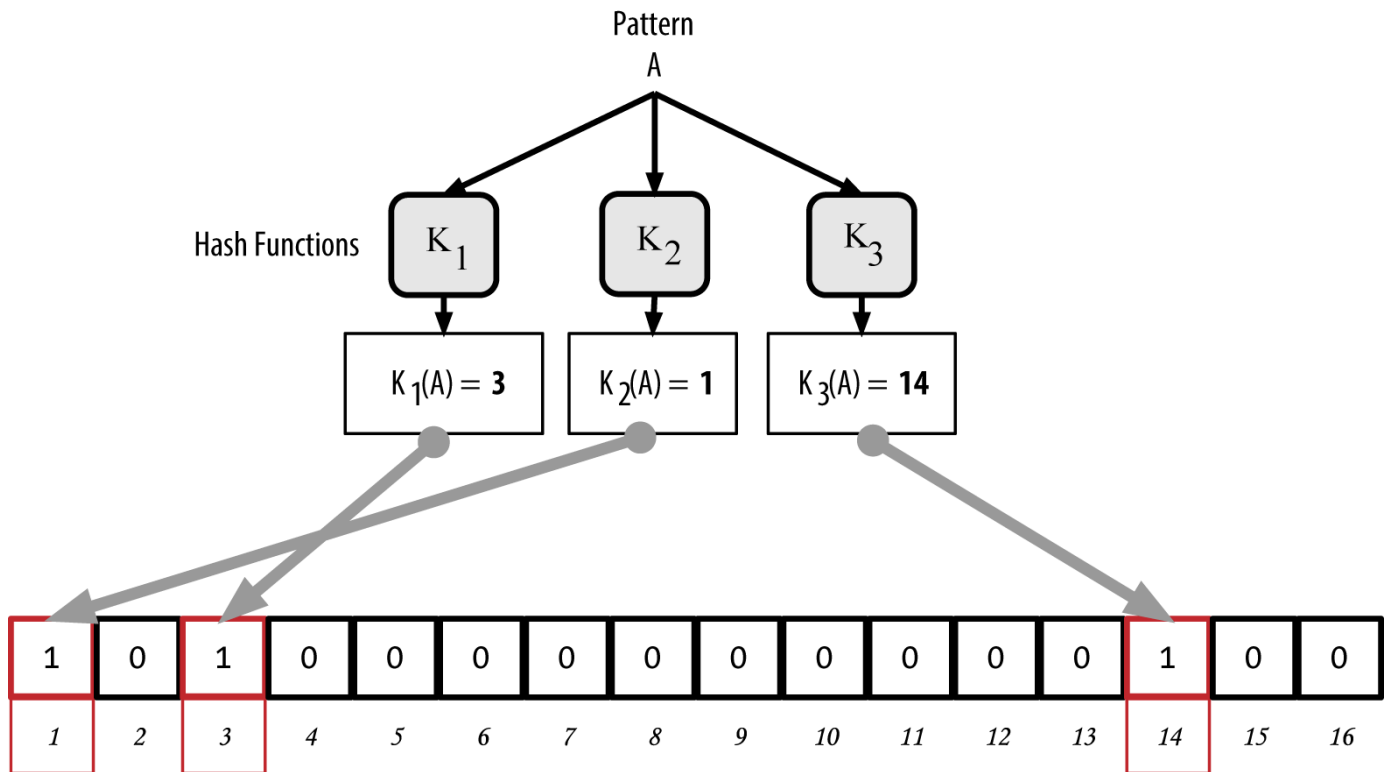 Pattern
A
Hash Functions
K1
K2
K3
K1(A) = 3
K2(A) = 1
K3(A) = 14
1 0 1 0 0 0 0 0 0 0 0 0 0 1 0 0
1 2 3 4 5 6 7 8 9 10 11 12 13 14 15 16